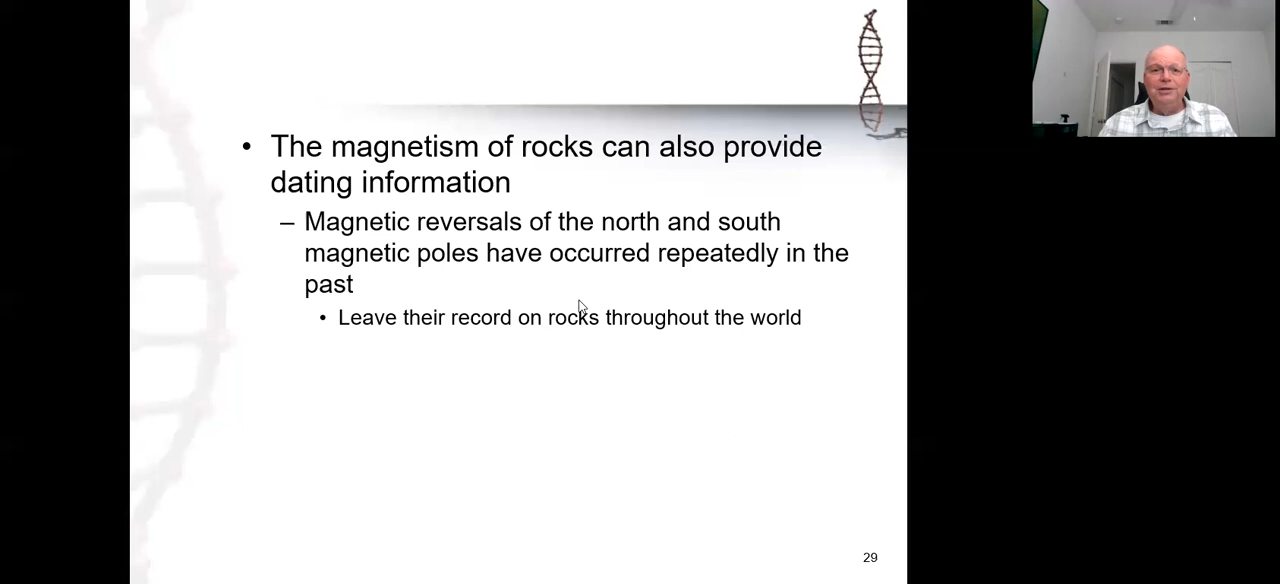 • The magnetism of rocks can also provide
dating information
– Magnetic reversals of the north and south
magnetic poles have occurred repeatedly in the
past
• Leave their record on rocks throughout the world
29